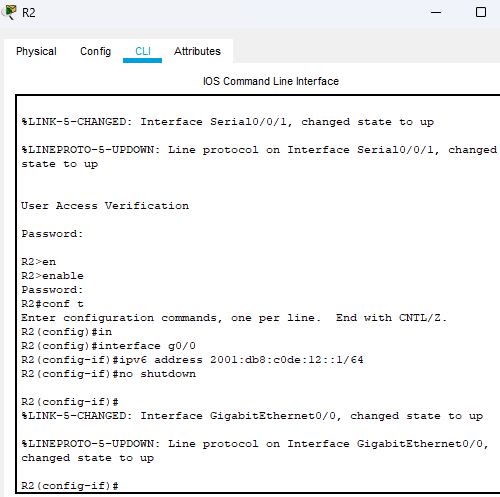 R2
Physical Config CLI Attributes
IOS Command Line Interface
%LINK-5-CHANGED: Interface Serial0/0/1, changed state to up
%LINEPROTO-5-UPDOWN: Line protocol on Interface Serial0/0/1, changed
state to up
User Access Verification
Password:
R2>en
R2>enable
Password:
R2#conf t
Enter configuration commands, one per line.  End with CNTL/Z.
R2(config)#in
R2(config)#interface g0/0
R2(config-if)#ipv6 address 2001:db8:c0de:12::1/64
R2(config-if)#no shutdown
R2(config-if)#
%LINK-5-CHANGED: Interface GigabitEthernet0/0, changed state to up
%LINEPROTO-5-UPDOWN: Line protocol on Interface GigabitEthernet0/0,
changed state to up
R2(config-if)#